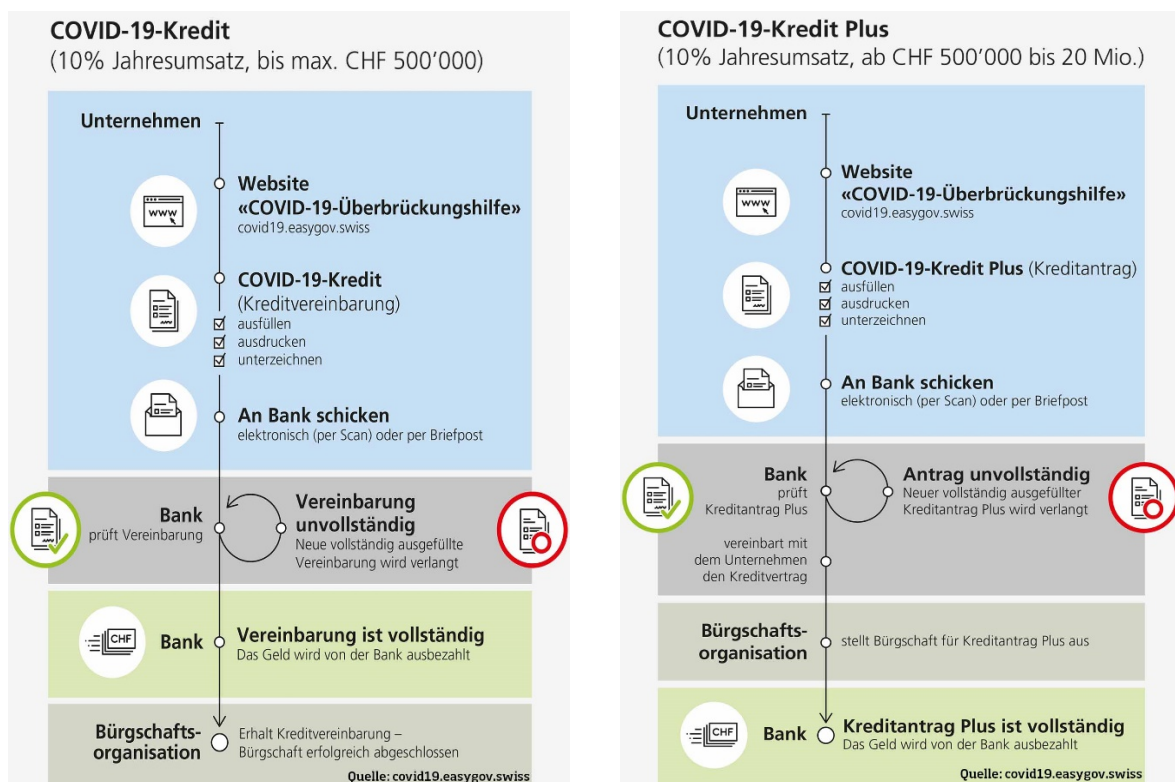 COVID-19-Kredit
(10% Jahresumsatz, bis max. CHF 500’000)
Unternehmen
www
Website
«COVID-19-Überbrückungshilfe»
covid19.easygov.swiss
COVID-19-Kredit
(Kreditvereinbarung)
ausfüllen
ausdrucken
unterzeichnen
An Bank schicken
elektronisch (per Scan) oder per Briefpost
Bank
prüft Vereinbarung
Vereinbarung
unvollständig
Neue vollständig ausgefüllte
Vereinbarung wird verlangt
CHF
Bank
Vereinbarung ist vollständig
Das Geld wird von der Bank ausbezahlt
Bürgschafts-
organisation
Erhalt Kreditvereinbarung –
Bürgschaft erfolgreich abgeschlossen
Quelle: covid19.easygov.swiss
COVID-19-Kredit Plus
(10% Jahresumsatz, ab CHF 500’000 bis 20 Mio.)
Unternehmen
www
Website
«COVID-19-Überbrückungshilfe»
covid19.easygov.swiss
COVID-19-Kredit Plus (Kreditantrag)
ausfüllen
ausdrucken
unterzeichnen
An Bank schicken
elektronisch (per Scan) oder per Briefpost
Bank
prüft
Kreditantrag Plus
Antrag unvollständig
Neuer vollständig ausgefüllter
Kreditantrag Plus wird verlangt
vereinbart mit
dem Unternehmen
den Kreditvertrag
Bürgschafts-
organisation
stellt Bürgschaft für Kreditantrag Plus aus
CHF
Bank
Kreditantrag Plus ist vollständig
Das Geld wird von der Bank ausbezahlt
Quelle: covid19.easygov.swiss